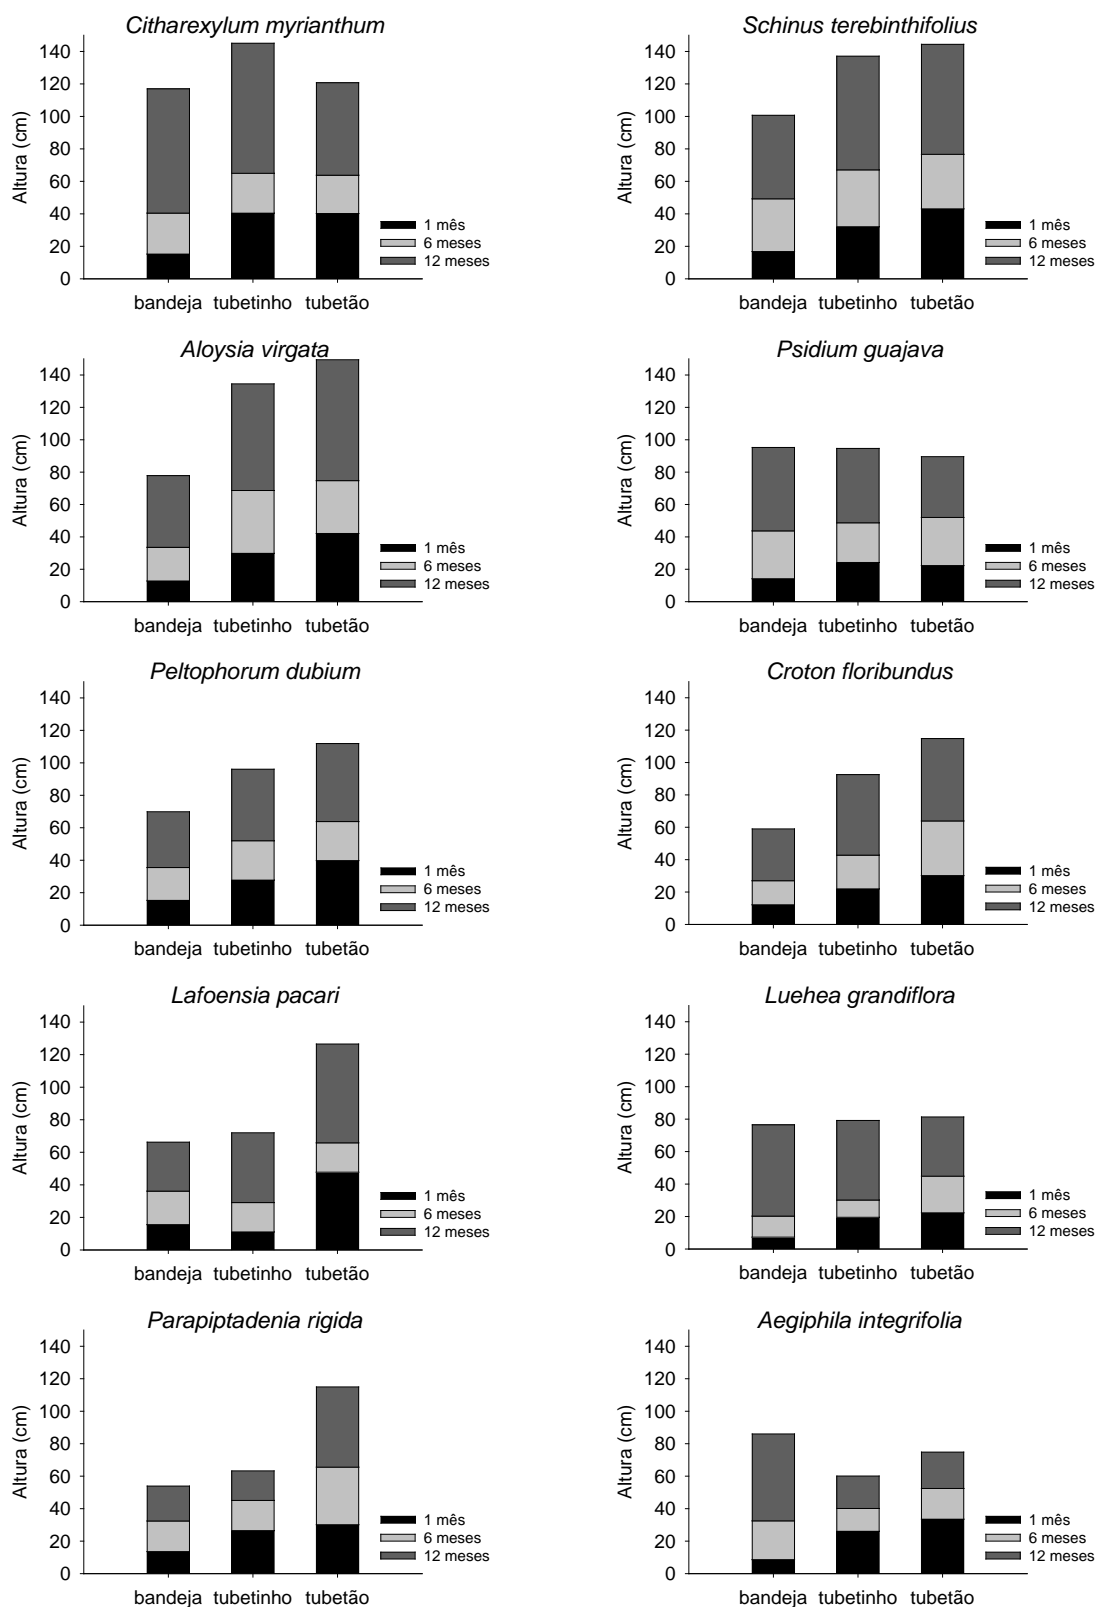 Citharexylum myrianthum
Altura (cm)
140
120
100
80
60
40
20
0
1 mês
6 meses
12 meses
bandeja tubetinho tubetão
Schinus terebinthifolius
Altura (cm)
140
120
100
80
60
40
20
0
1 mês
6 meses
12 meses
bandeja tubetinho tubetão
Aloysia virgata
Altura (cm)
140
120
100
80
60
40
20
0
1 mês
6 meses
12 meses
bandeja tubetinho tubetão
Psidium guajava
Altura (cm)
140
120
100
80
60
40
20
0
1 mês
6 meses
12 meses
bandeja tubetinho tubetão
Peltophorum dubium
Altura (cm)
140
120
100
80
60
40
20
0
1 mês
6 meses
12 meses
bandeja tubetinho tubetão
Croton floribundus
Altura (cm)
140
120
100
80
60
40
20
0
1 mês
6 meses
12 meses
bandeja tubetinho tubetão
Lafoensia pacari
Altura (cm)
140
120
100
80
60
40
20
0
1 mês
6 meses
12 meses
bandeja tubetinho tubetão
Luehea grandiflora
Altura (cm)
140
120
100
80
60
40
20
0
1 mês
6 meses
12 meses
bandeja tubetinho tubetão
Parapiptadenia rigida
Altura (cm)
140
120
100
80
60
40
20
0
1 mês
6 meses
12 meses
bandeja tubetinho tubetão
Aegiphila integrifolia
Altura (cm)
140
120
100
80
60
40
20
0
1 mês
6 meses
12 meses
bandeja tubetinho tubetão